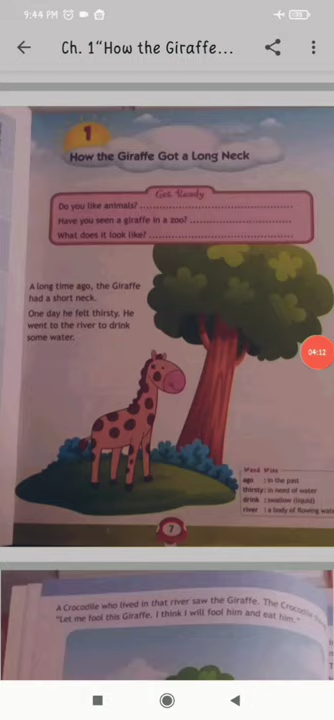 9:44 PM
Ch. 1“How the Giraffe...
1
How the Giraffe Got a Long Neck
Get Ready
Do you like animals?
Have you seen a giraffe in a zoo?
What does it look like?
A long time ago, the Giraffe
had a short neck.
One day he felt thirsty. He
went to the river to drink
some water.
04:12
Word Wise
ago : in the past
thirsty : in need of water
drink : swallow (liquid)
river : a body of flowing
7
A Crocodile who lived in that river saw the Giraffe. The Crocodile
"Let me fool this Giraffe. I think I will fool him and eat him."